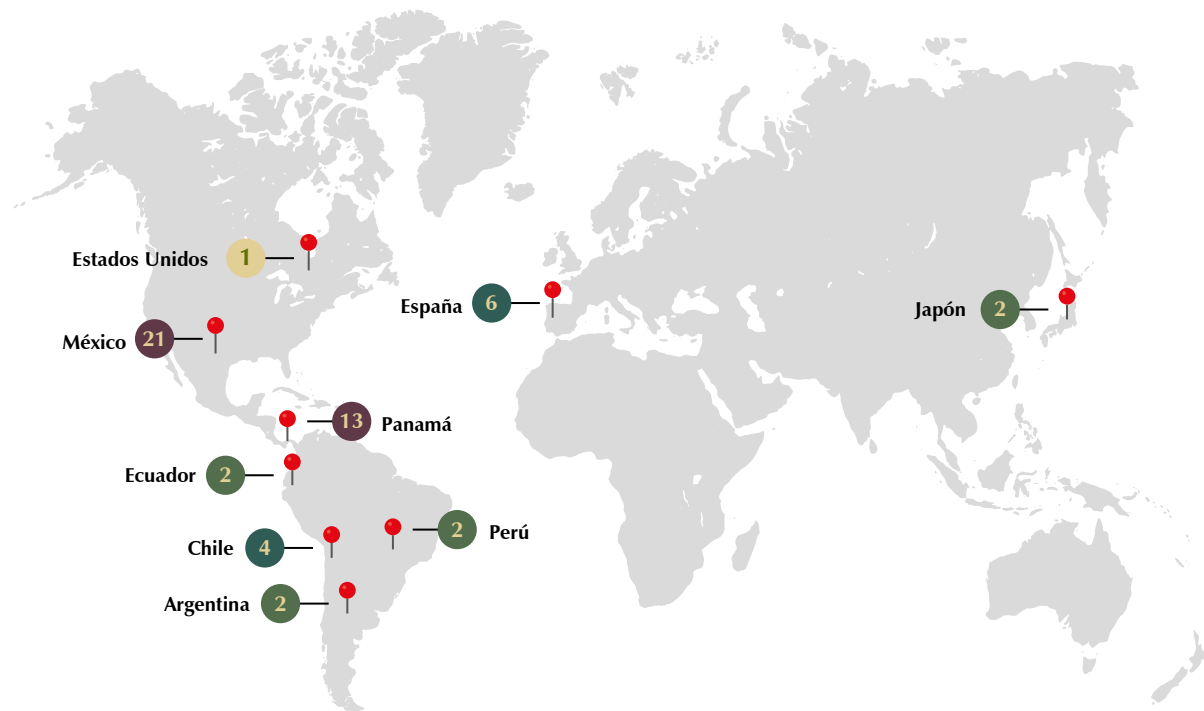 Estados Unidos 1
España 6
Japón 2
México 21
13 Panamá
Ecuador 2
2 Perú
Chile 4
Argentina 2